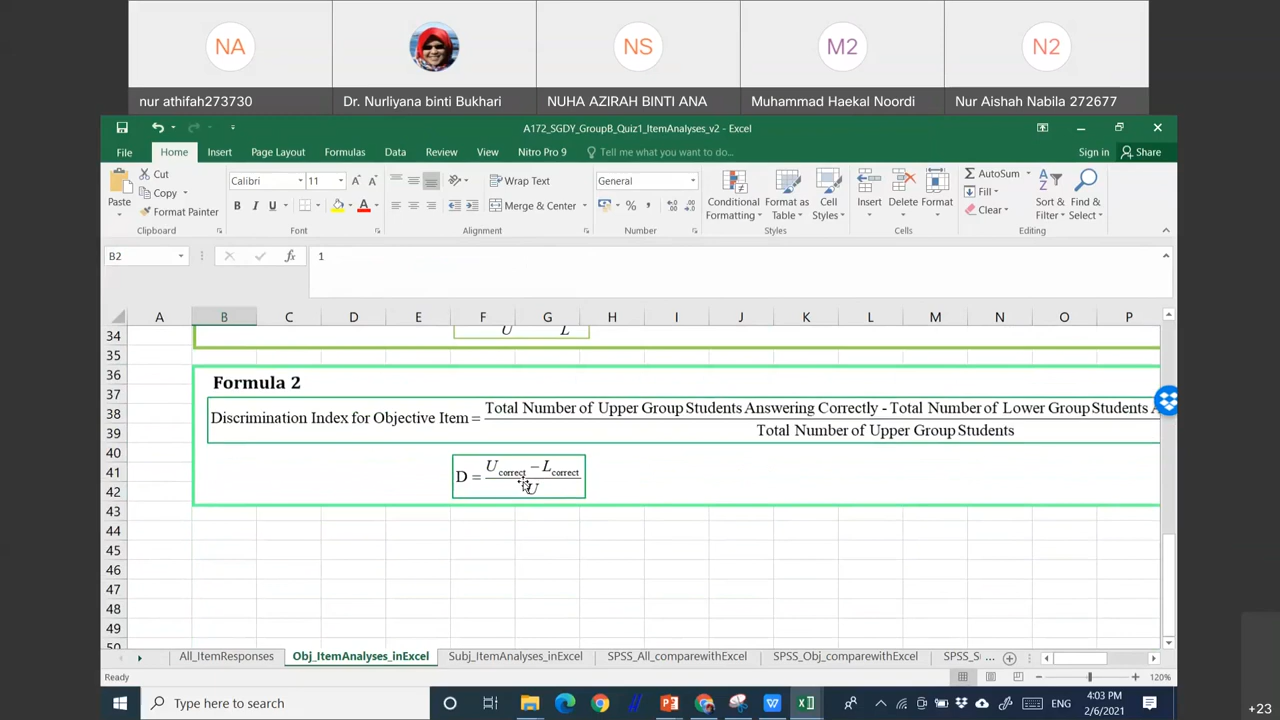 NA
NS
M2
N2
nur athifah273730
Dr. Nurliyana binti Bukhari
NUHA AZIRAH BINTI ANA
Muhammad Haekal Noordi
Nur Aishah Nabila 272677
A172_SGDY_GroupB_Quiz1_ItemAnalyses_v2 - Excel
File Home Insert Page Layout Formulas Data Review View Nitro Pro 9 Tell me what you want to do... Sign in Share
Paste
Cut
Copy
Format Painter
Calibri 11
B I U
Wrap Text
Merge & Center
General
Conditional Formatting
Format as Table
Cell Styles
Insert Delete Format
AutoSum
Fill
Clear
Sort & Filter
Find & Select
Clipboard Font Alignment Number Styles Cells Editing
B2 fx 1
A B C D E F G H I J K L M N O P
34 U L
35
36 Formula 2
37
38 Discrimination Index for Objective Item = Total Number of Upper Group Students Answering Correctly - Total Number of Lower Group Students A
39 Total Number of Upper Group Students
40
41 D = U correct − L correct
42 U
43
44
45
46
47
48
49
50
All_ItemResponses Obj_ItemAnalyses_inExcel Subj_ItemAnalyses_inExcel SPSS_All_comparewithExcel SPSS_Obj_comparewithExcel SPSS_S ...
Ready 120%
Type here to search
ENG
4:03 PM
2/6/2021
+23